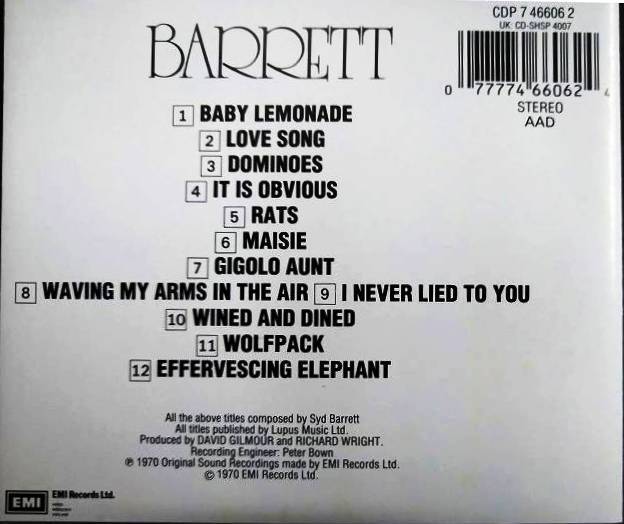 BARRETT
CDP 7 46606 2
UK: CD-SHSP 4007
0 77774 66062 4
STEREO
AAD
1 BABY LEMONADE
2 LOVE SONG
3 DOMINOES
4 IT IS OBVIOUS
5 RATS
6 MAISIE
7 GIGOLO AUNT
8 WAVING MY ARMS IN THE AIR 9 I NEVER LIED TO YOU
10 WINED AND DINED
11 WOLFPACK
12 EFFERVESCING ELEPHANT
All the above titles composed by Syd Barrett
All titles published by Lupus Music Ltd.
Produced by DAVID GILMOUR and RICHARD WRIGHT.
Recording Engineer: Peter Bown
℗ 1970 Original Sound Recordings made by EMI Records Ltd.
© 1970 EMI Records Ltd.
EMI EMI Records Ltd.